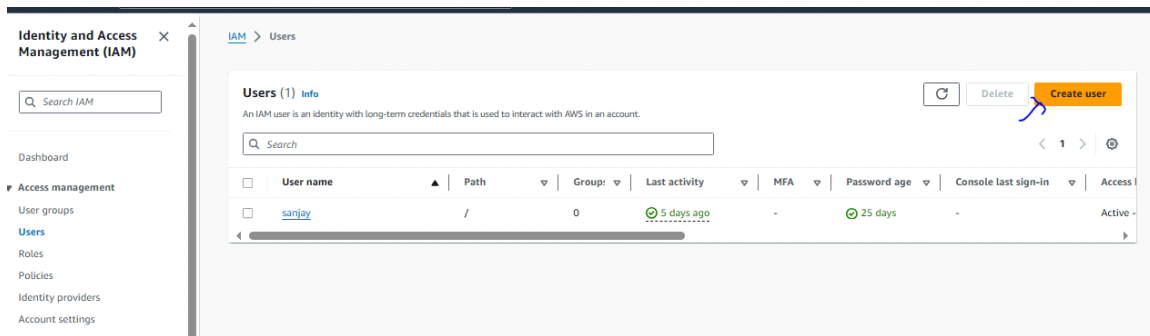 Identity and Access Management (IAM)
Search IAM
Dashboard
Access management
User groups
Users
Roles
Policies
Identity providers
Account settings
IAM > Users
Users (1) Info
Delete
Create user
An IAM user is an identity with long-term credentials that is used to interact with AWS in an account.
Search
1
User name Path Group: Last activity MFA Password age Console last sign-in Access
sanjay / 0 5 days ago - 25 days - Active -